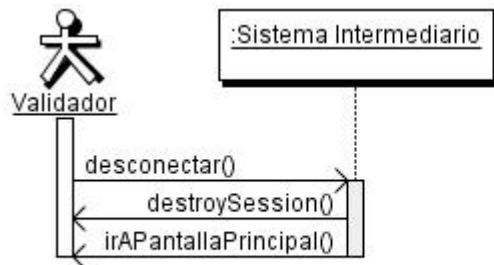 :Sistema Intermediario
Validador
desconectar()
destroySession()
irAPantallaPrincipal()